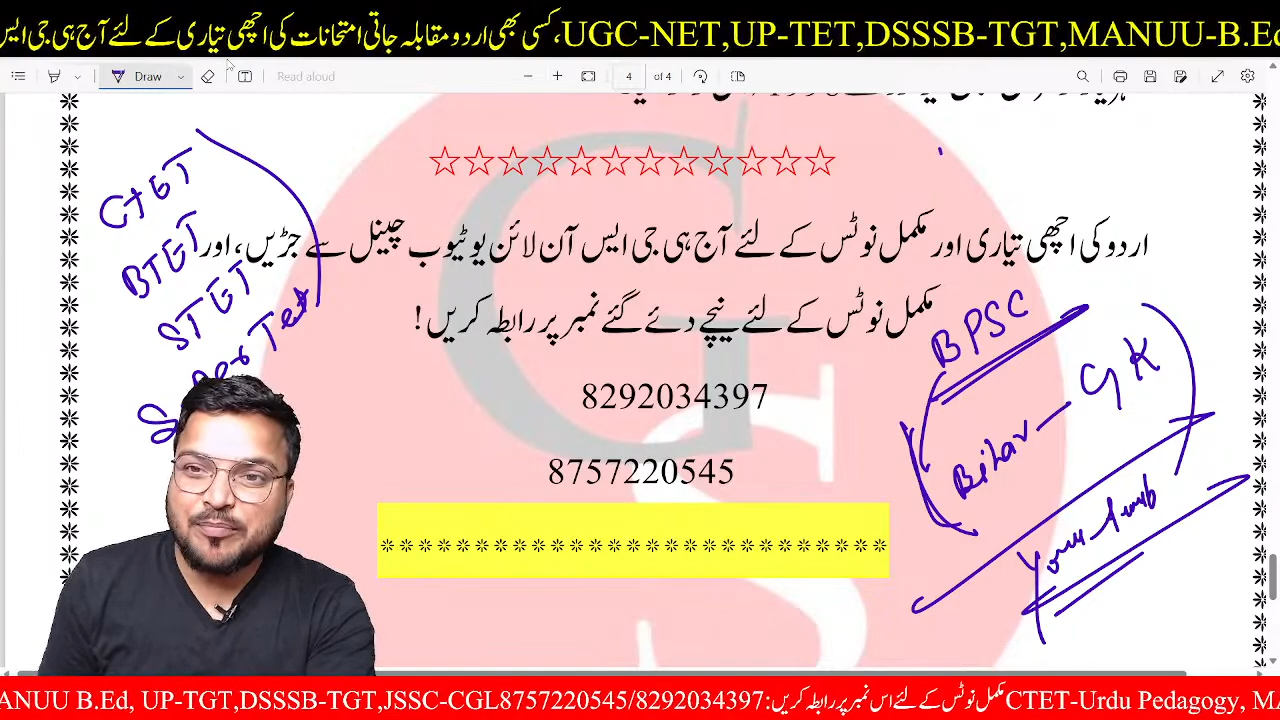 کسی بھی اردو مقابلہ جاتی امتحانات کی اچھی تیاری کے لئے آج ہی جی ایس ،UGC-NET,UP-TET,DSSSB-TGT,MANUU-B.Ed
Draw
Read aloud
4 of 4
☆☆☆☆☆☆☆☆☆☆☆☆
اردو کی اچھی تیاری اور مکمل نوٹس کے لئے آج ہی جی ایس آن لائن یوٹیوب چینل سے جڑیں، اور
مکمل نوٹس کے لئے نیچے دئے گئے نمبر پر رابطہ کریں!
8292034397
8757220545
CTET
BTET
STET
Super Tet
BPSC
Bihar - GK
MANUU B.Ed, UP-TGT,DSSSB-TGT,JSSC-CGL8757220545/8292034397:مکمل نوٹس کے لئے اس نمبر پر رابطہ کریں CTET-Urdu Pedagogy, MA